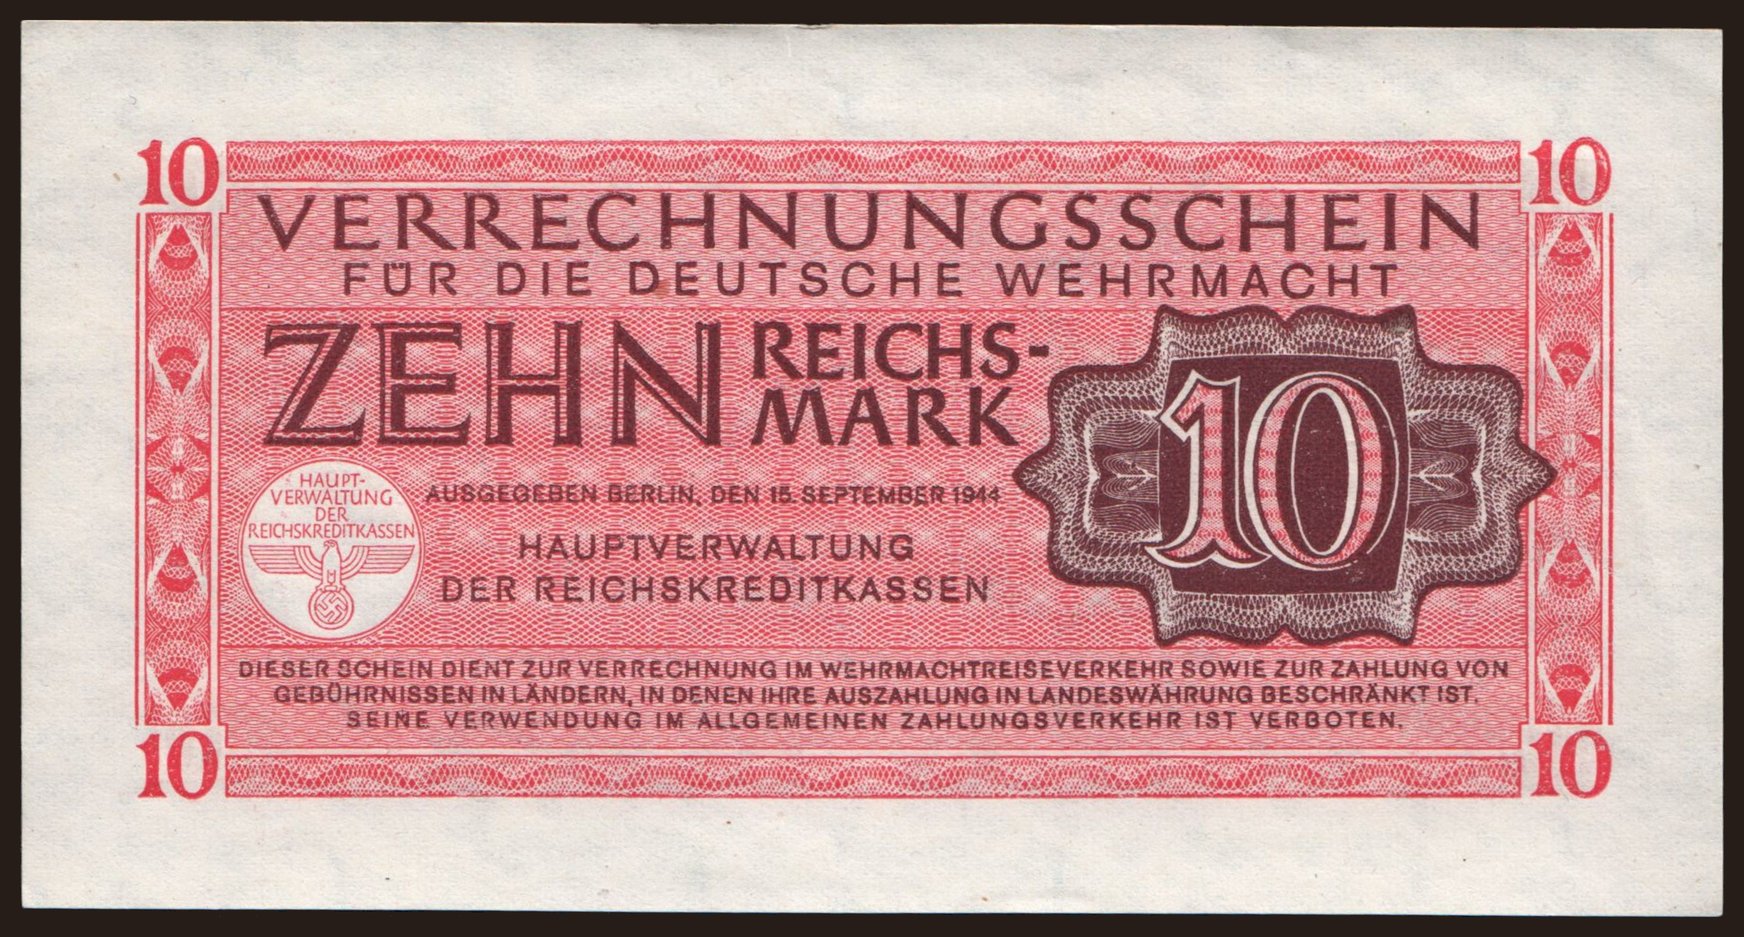 10 10
VERRECHNUNGSSCHEIN
FÜR DIE DEUTSCHE WEHRMACHT
ZEHN REICHS-
MARK
10
HAUPT-
VERWALTUNG
DER
REICHSKREDITKASSEN
AUSGEGEBEN BERLIN, DEN 15. SEPTEMBER 1944
HAUPTVERWALTUNG
DER REICHSKREDITKASSEN
DIESER SCHEIN DIENT ZUR VERRECHNUNG IM WEHRMACHTREISEVERKEHR SOWIE ZUR ZAHLUNG VON
GEBÜHRNISSEN IN LÄNDERN, IN DENEN IHRE AUSZAHLUNG IN LANDESWÄHRUNG BESCHRÄNKT IST.
SEINE VERWENDUNG IM ALLGEMEINEN ZAHLUNGSVERKEHR IST VERBOTEN.
10 10